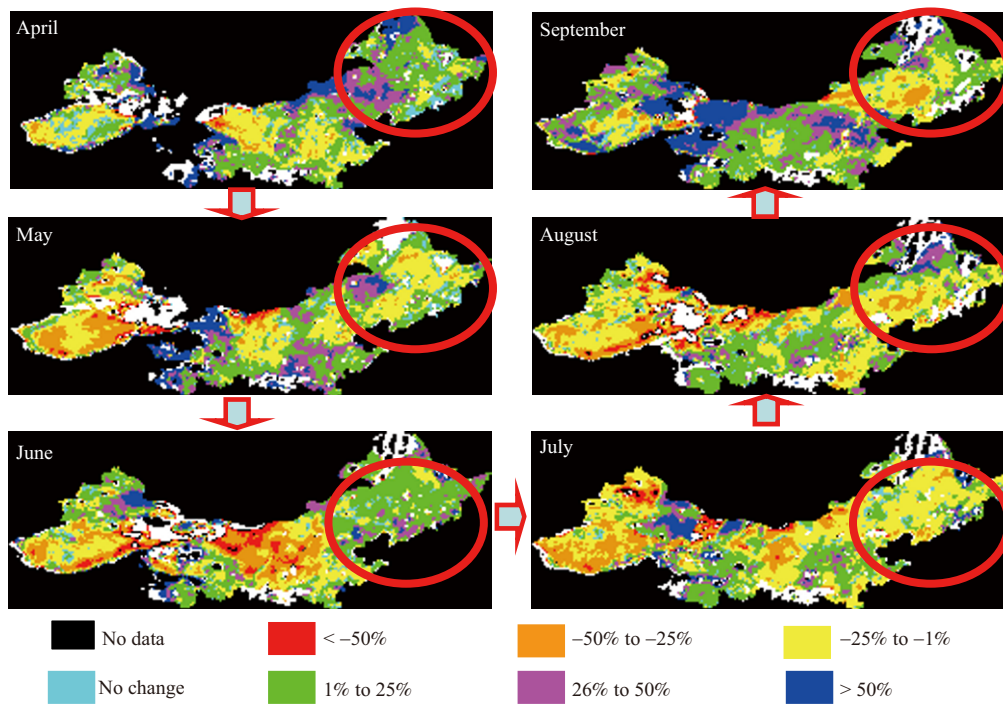 April
September
May
August
June
July
No data
< –50%
–50% to –25%
–25% to –1%
No change
1% to 25%
26% to 50%
> 50%